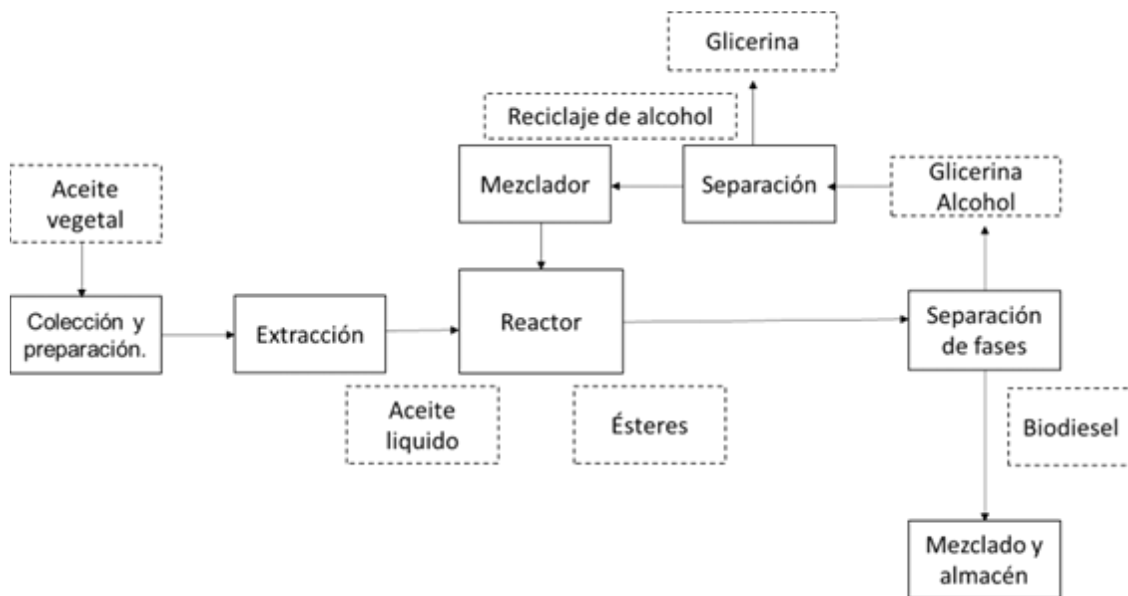 Glicerina
Reciclaje de alcohol
Aceite
vegetal
Mezclador
Separación
Glicerina
Alcohol
Colección y
preparación.
Extracción
Reactor
Separación
de fases
Aceite
liquido
Ésteres
Biodiesel
Mezclado y
almacén